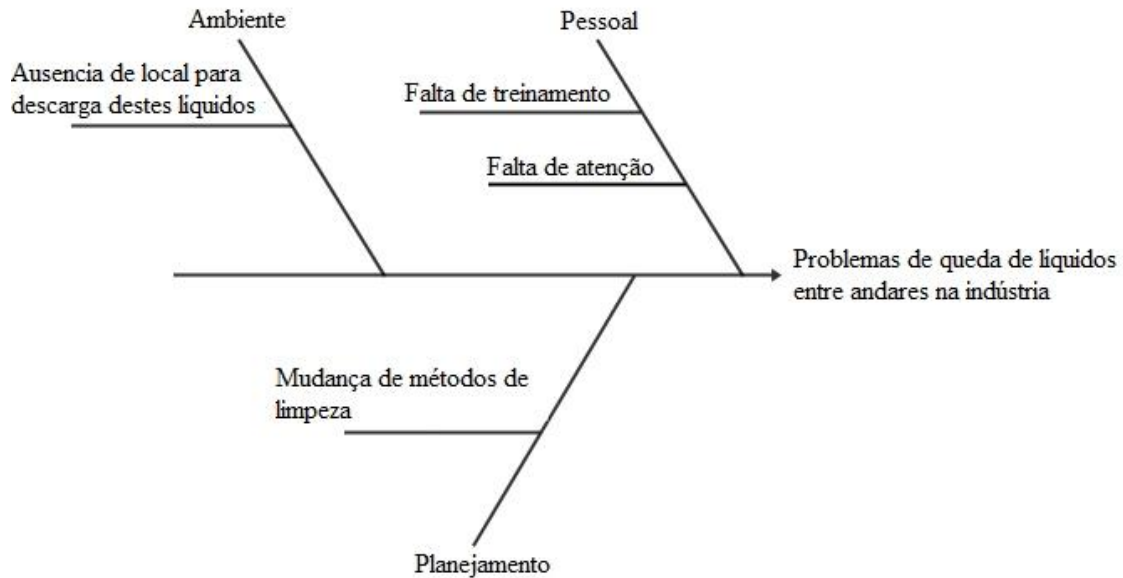 Ambiente
Pessoal
Ausencia de local para
descarga destes líquidos
Falta de treinamento
Falta de atenção
Problemas de queda de líquidos
entre andares na indústria
Mudança de métodos de
limpeza
Planejamento